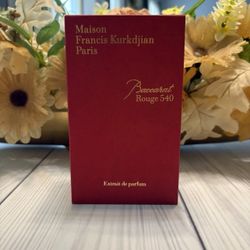 Maison
Francis Kurkdjian
Paris
Baccarat
Rouge 540
Extrait de parfum